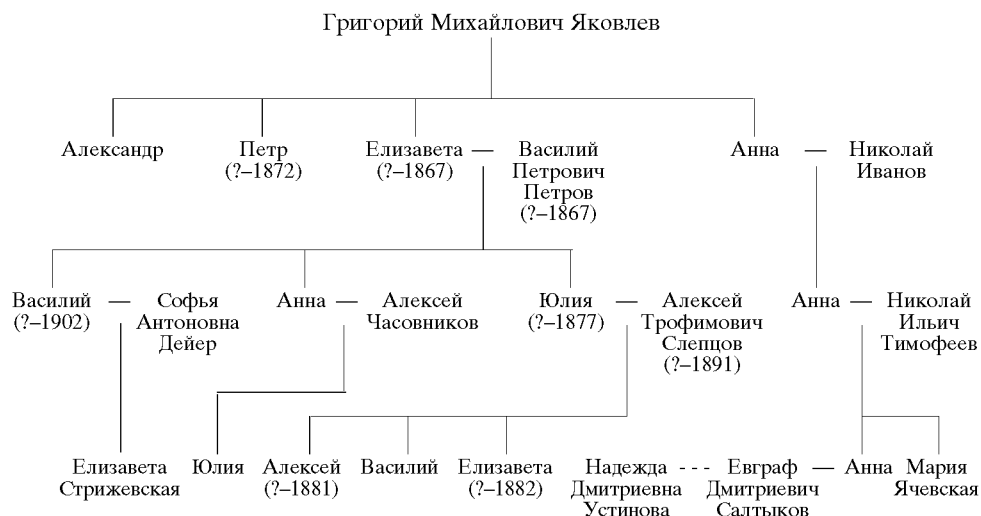 Григорий Михайлович Яковлев
Александр
Петр
(?–1872)
Елизавета
(?–1867)
Василий
Петрович
Петров
(?–1867)
Анна
Николай
Иванов
Василий
(?–1902)
Софья
Антоновна
Дейер
Анна
Алексей
Часовников
Юлия
(?–1877)
Алексей
Трофимович
Слепцов
(?–1891)
Анна
Николай
Ильич
Тимофеев
Елизавета
Стрижевская
Юлия
Алексей
(?–1881)
Василий
Елизавета
(?–1882)
Надежда
Дмитриевна
Устинова
Евграф
Дмитриевич
Салтыков
Анна
Мария
Ячевская